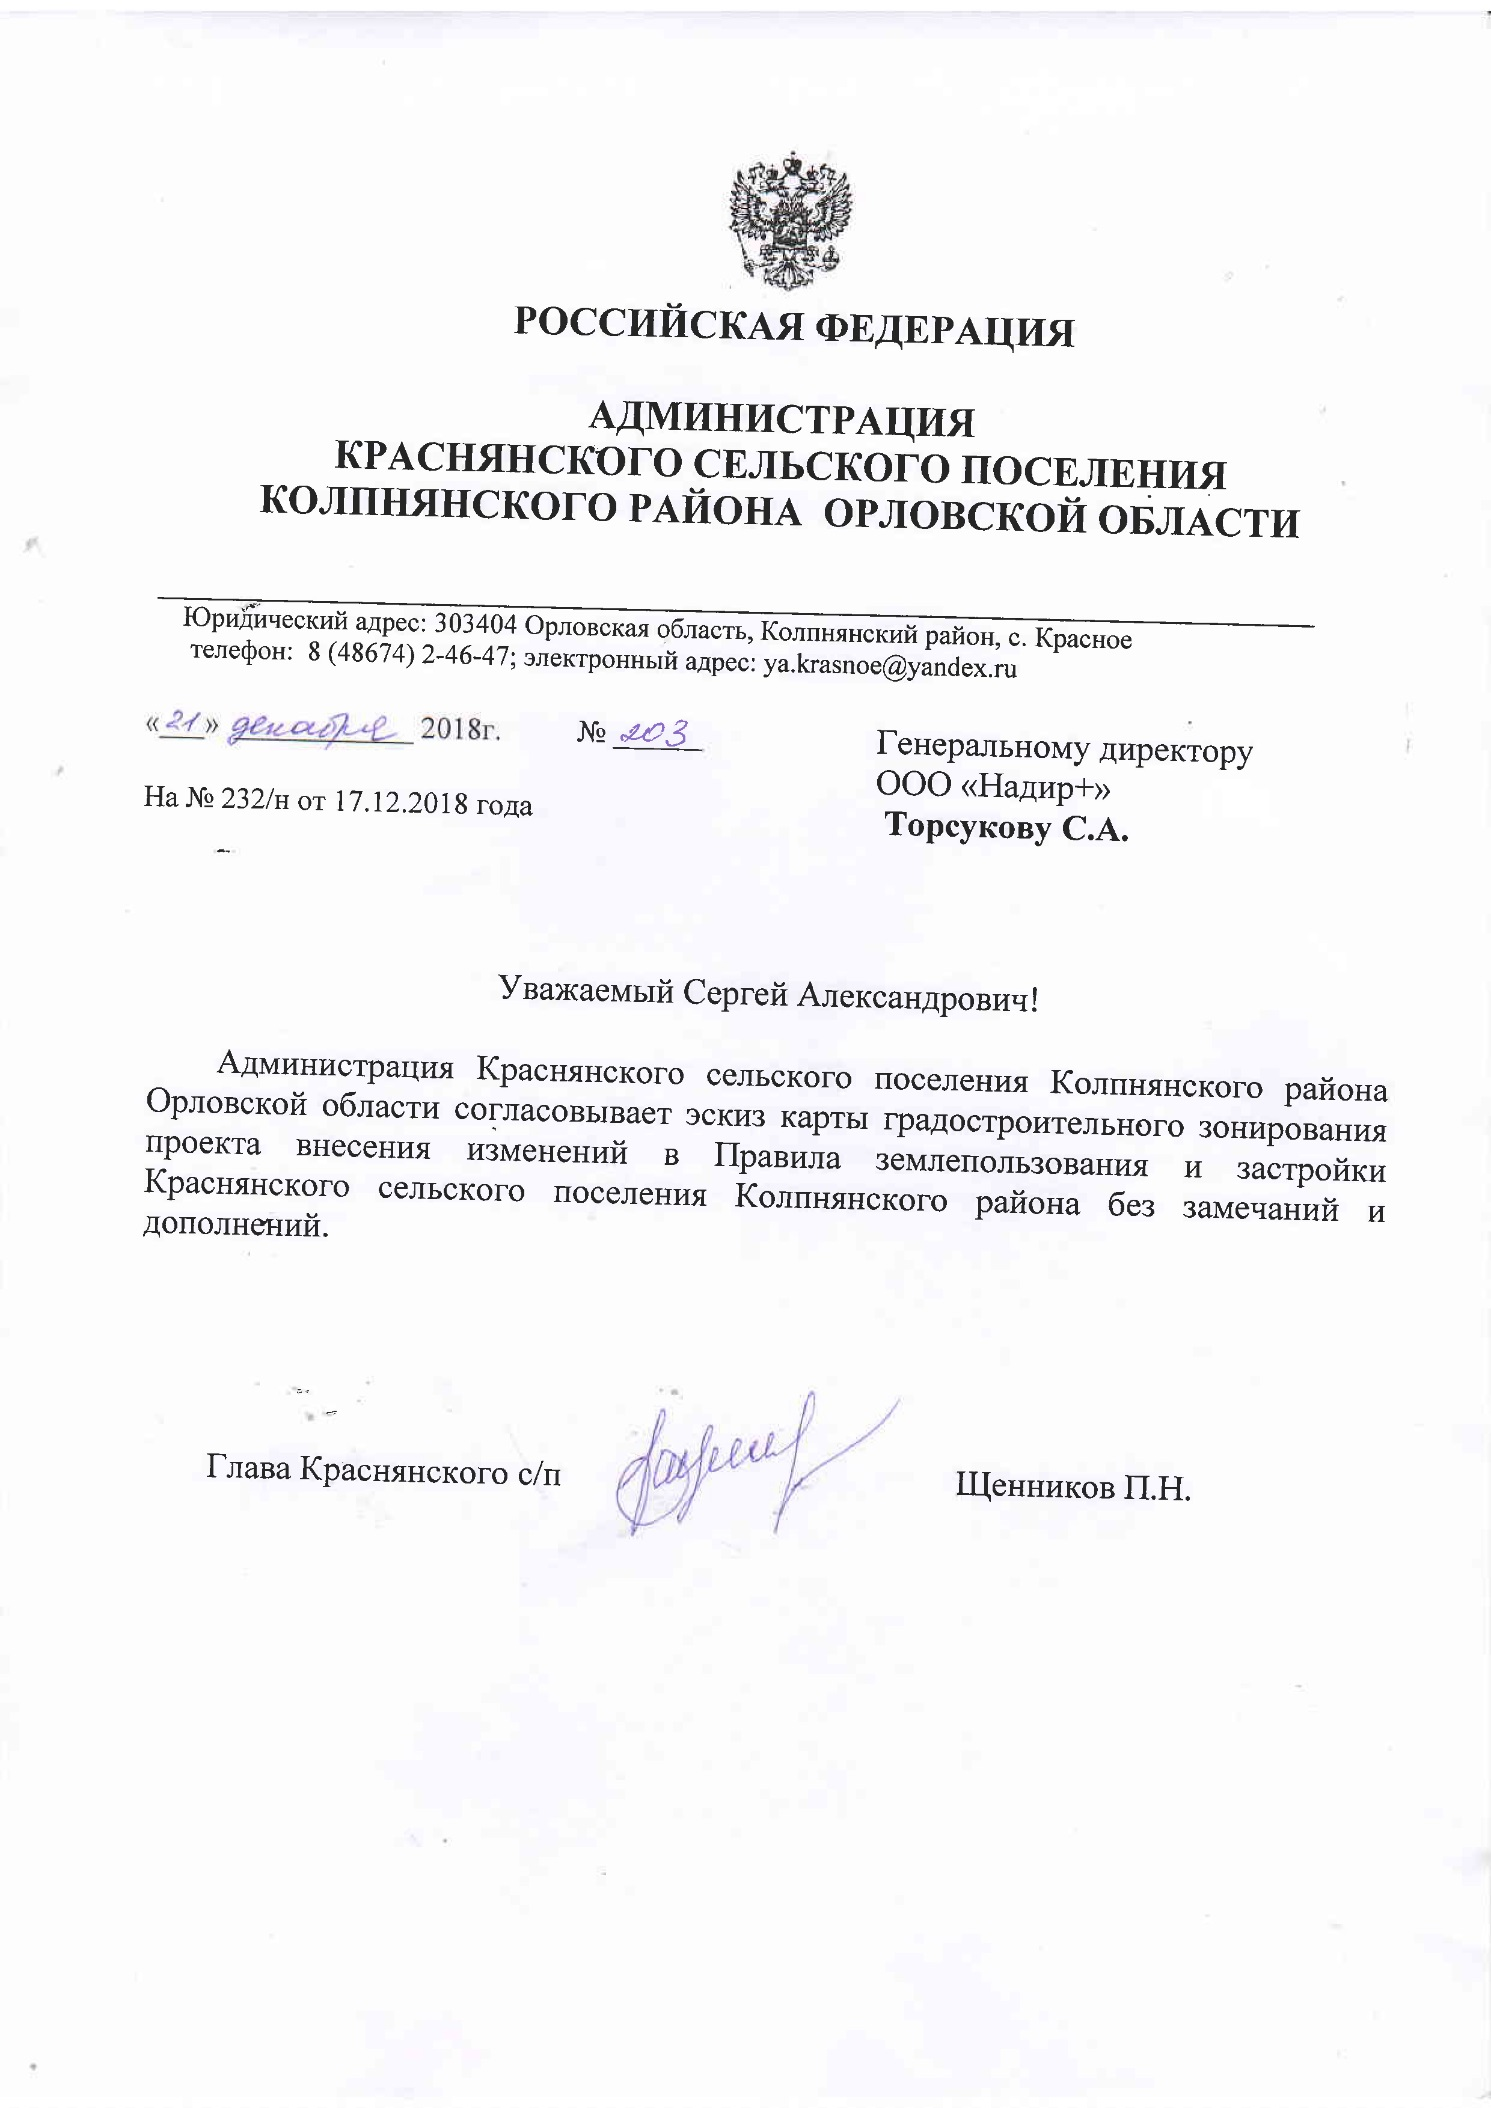 РОССИЙСКАЯ ФЕДЕРАЦИЯ
АДМИНИСТРАЦИЯ
КРАСНЯНСКОГО СЕЛЬСКОГО ПОСЕЛЕНИЯ
КОЛПНЯНСКОГО РАЙОНА ОРЛОВСКОЙ ОБЛАСТИ
Юридический адрес: 303404 Орловская область, Колпнянский район, с. Красное
телефон: 8 (48674) 2-46-47; электронный адрес: ya.krasnoe@yandex.ru
«21» декабря 2018г. № 203
На № 232/н от 17.12.2018 года
Генеральному директору
ООО «Надир+»
Торсукову С.А.
Уважаемый Сергей Александрович!
Администрация Краснянского сельского поселения Колпнянского района
Орловской области согласовывает эскиз карты градостроительного зонирования
проекта внесения изменений в Правила землепользования и застройки
Краснянского сельского поселения Колпнянского района без замечаний и
дополнений.
Глава Краснянского с/п Щенников П.Н.